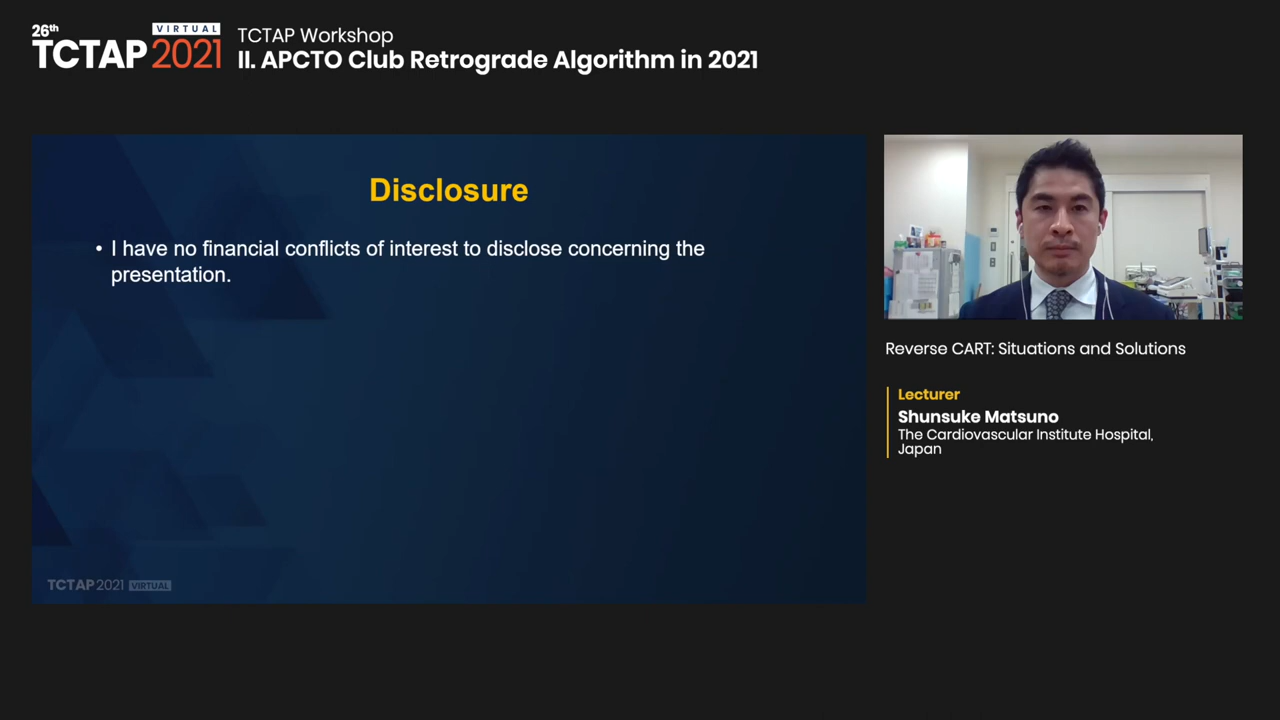 26th
VIRTUAL
TCTAP 2021
TCTAP Workshop
II. APCTO Club Retrograde Algorithm in 2021
Disclosure
• I have no financial conflicts of interest to disclose concerning the
presentation.
TCTAP 2021 VIRTUAL
Reverse CART: Situations and Solutions
Lecturer
Shunsuke Matsuno
The Cardiovascular Institute Hospital,
Japan